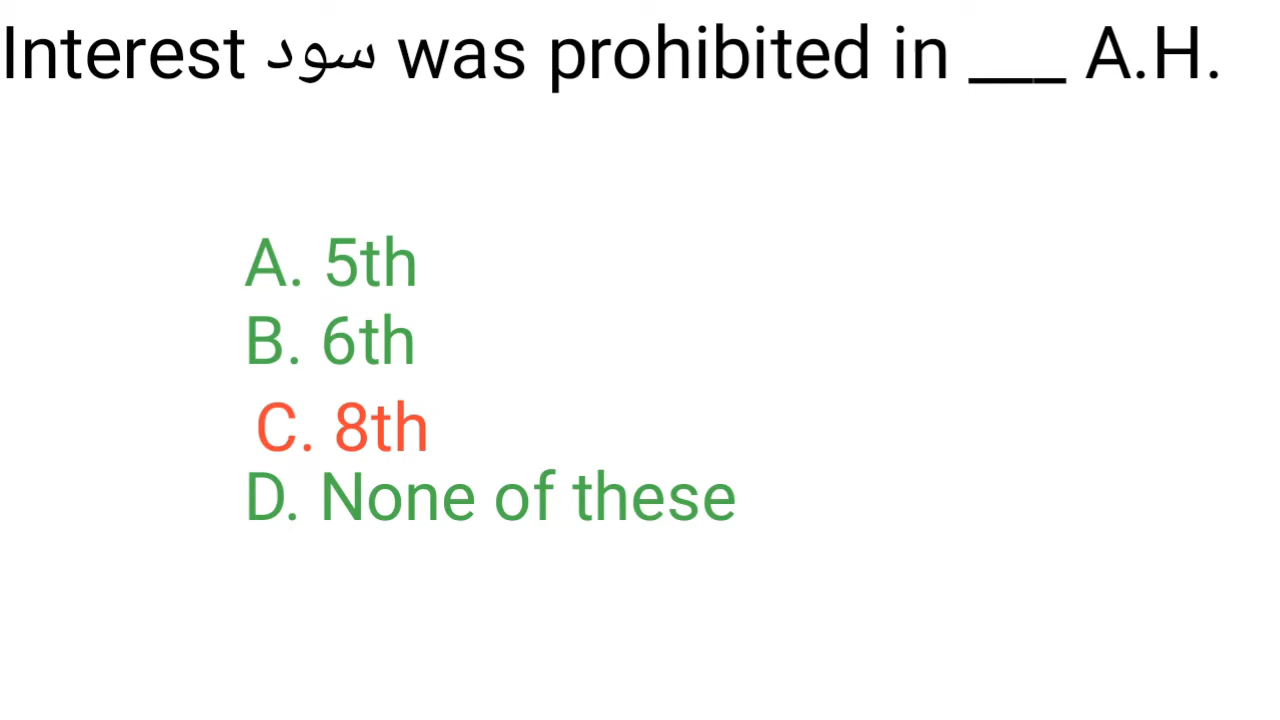 Interest سود was prohibited in ___ A.H.
A. 5th
B. 6th
C. 8th
D. None of these